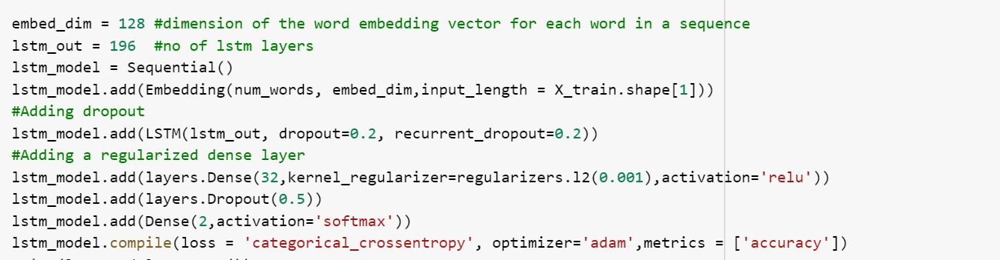 embed_dim = 128 #dimension of the word embedding vector for each word in a sequence
lstm_out = 196  #no of lstm layers
lstm_model = Sequential()
lstm_model.add(Embedding(num_words, embed_dim,input_length = X_train.shape[1]))
#Adding dropout
lstm_model.add(LSTM(lstm_out, dropout=0.2, recurrent_dropout=0.2))
#Adding a regularized dense layer
lstm_model.add(layers.Dense(32,kernel_regularizer=regularizers.l2(0.001),activation='relu'))
lstm_model.add(layers.Dropout(0.5))
lstm_model.add(Dense(2,activation='softmax'))
lstm_model.compile(loss = 'categorical_crossentropy', optimizer='adam',metrics = ['accuracy'])